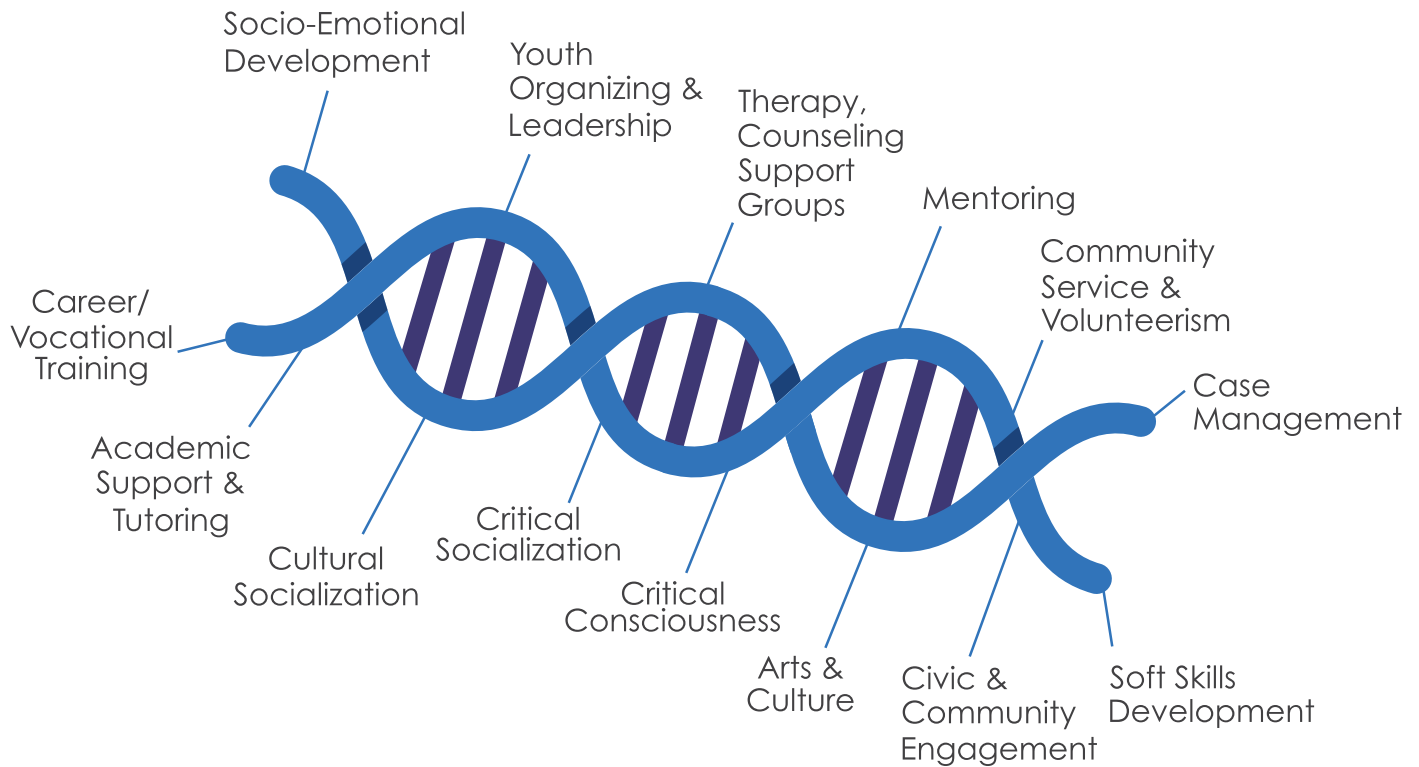 Socio-Emotional
Development
Youth
Organizing &
Leadership
Therapy,
Counseling
Support
Groups
Mentoring
Community
Service &
Volunteerism
Case
Management
Career/
Vocational
Training
Academic
Support &
Tutoring
Cultural
Socialization
Critical
Socialization
Critical
Consciousness
Arts &
Culture
Civic &
Community
Engagement
Soft Skills
Development